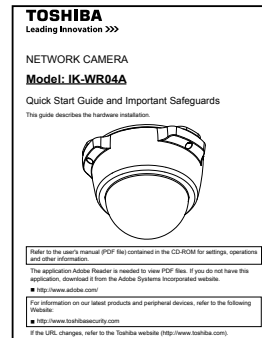 TOSHIBA
Leading Innovation >>>
NETWORK CAMERA
Model: IK-WR04A
Quick Start Guide and Important Safeguards
This guide describes the hardware installation.
Refer to the user's manual (PDF file) contained in the CD-ROM for settings, operations
and other information.
The application Adobe Reader is needed to view PDF files. If you do not have this
application, download it from the Adobe Systems Incorporated website.
■ http://www.adobe.com/
For information on our latest products and peripheral devices, refer to the following
Website:
■ http://www.toshibasecurity.com
If the URL changes, refer to the Toshiba website (http://www.toshiba.com).